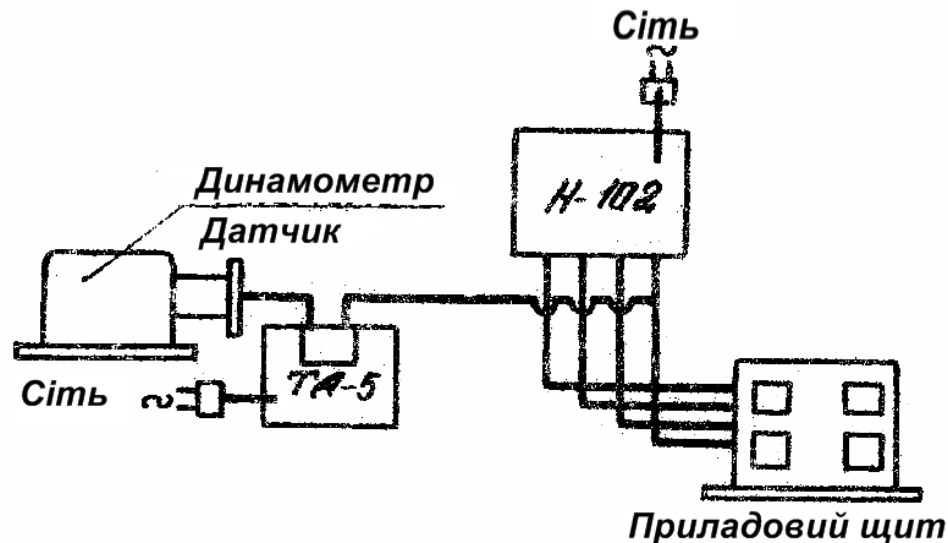 Сіть
Н-102
Динамометр
Датчик
ТА-5
Сіть
Приладовий щит